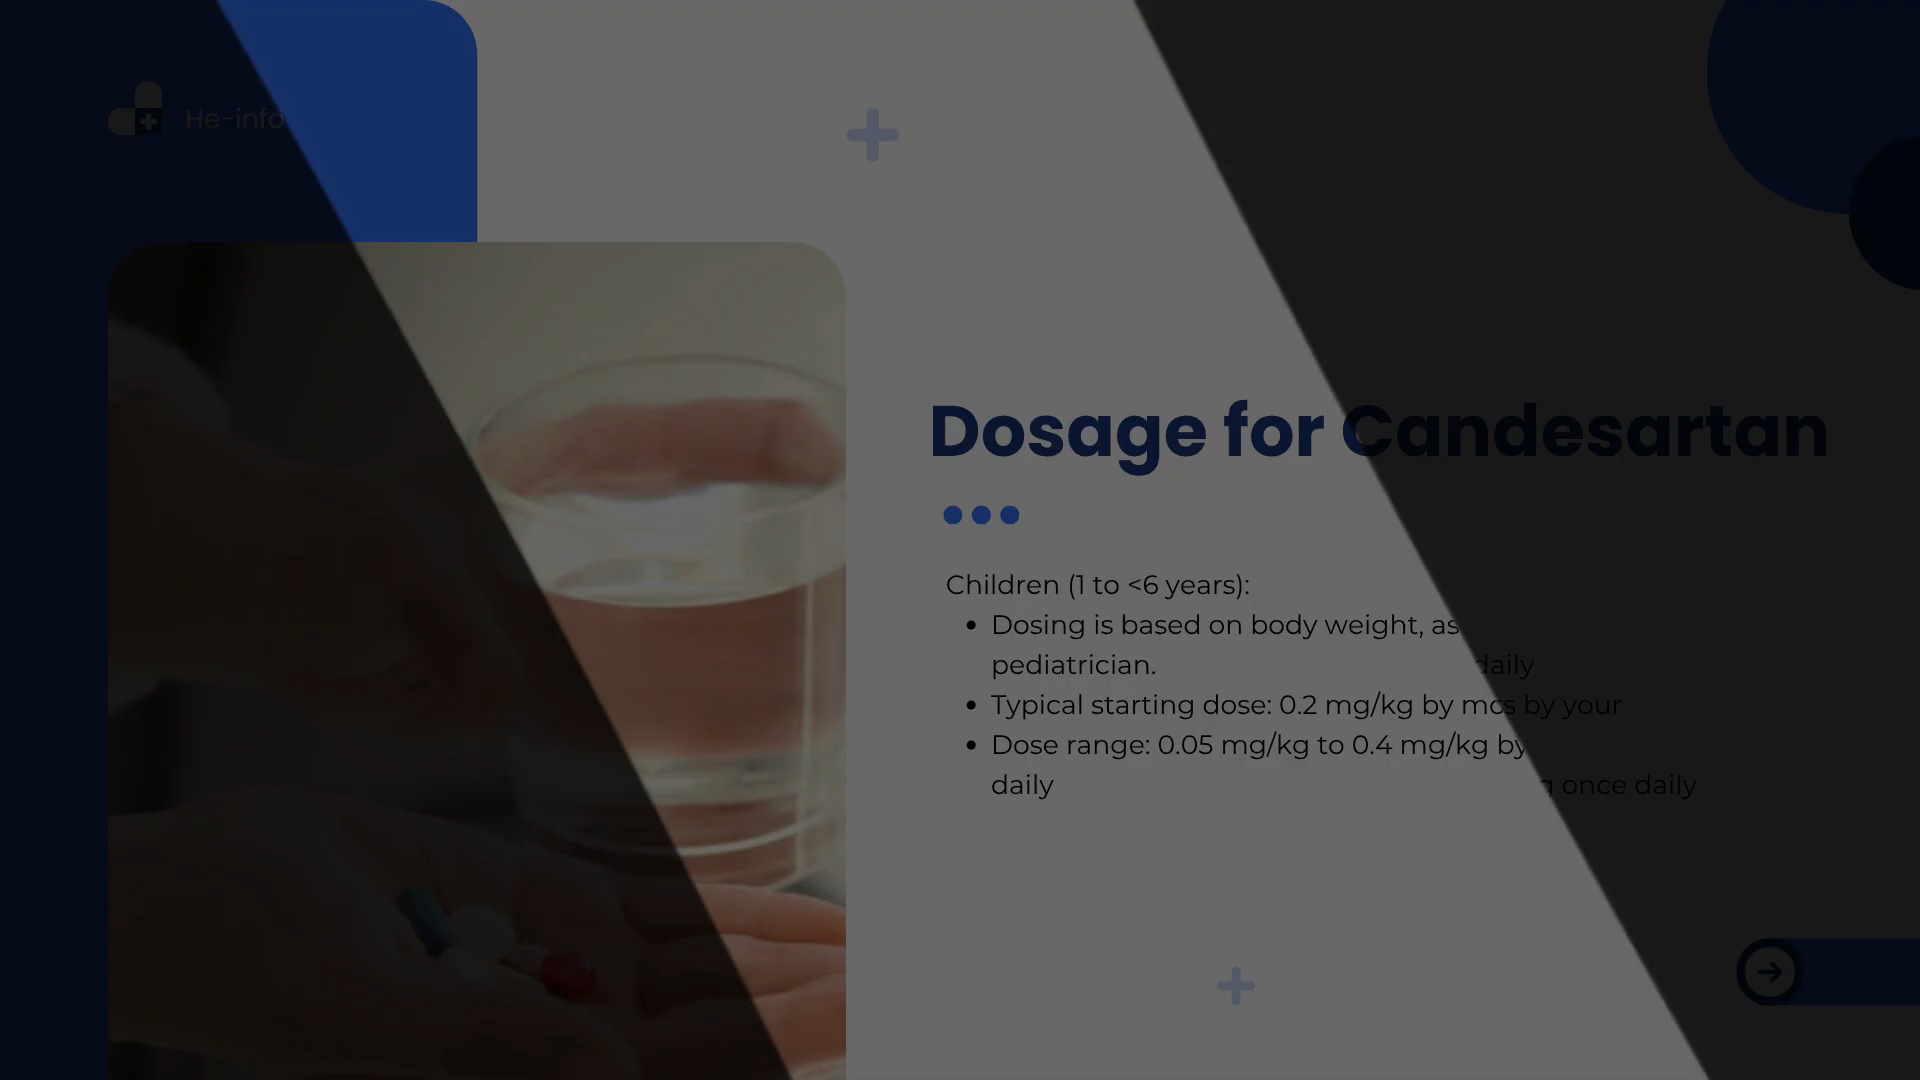 He-info
Dosage for Candesartan
Children (1 to <6 years):
Dosing is based on body weight, as
pediatrician. daily
Typical starting dose: 0.2 mg/kg by by your
Dose range: 0.05 mg/kg to 0.4 mg/kg by
daily once daily